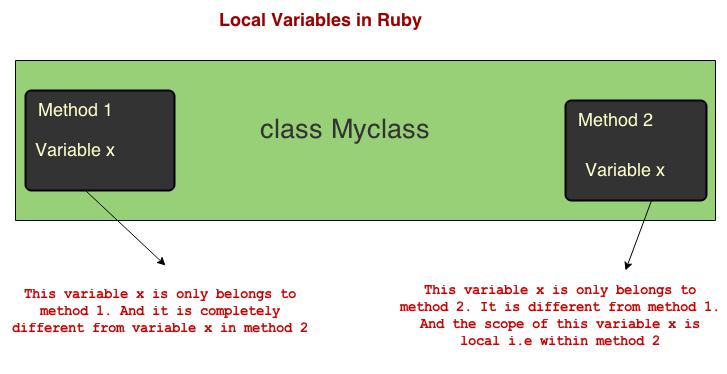 Local Variables in Ruby
Method 1
Variable x
class Myclass
Method 2
Variable x
This variable x is only belongs to
method 1. And it is completely
different from variable x in method 2
This variable x is only belongs to
method 2. It is different from method 1.
And the scope of this variable x is
local i.e within method 2